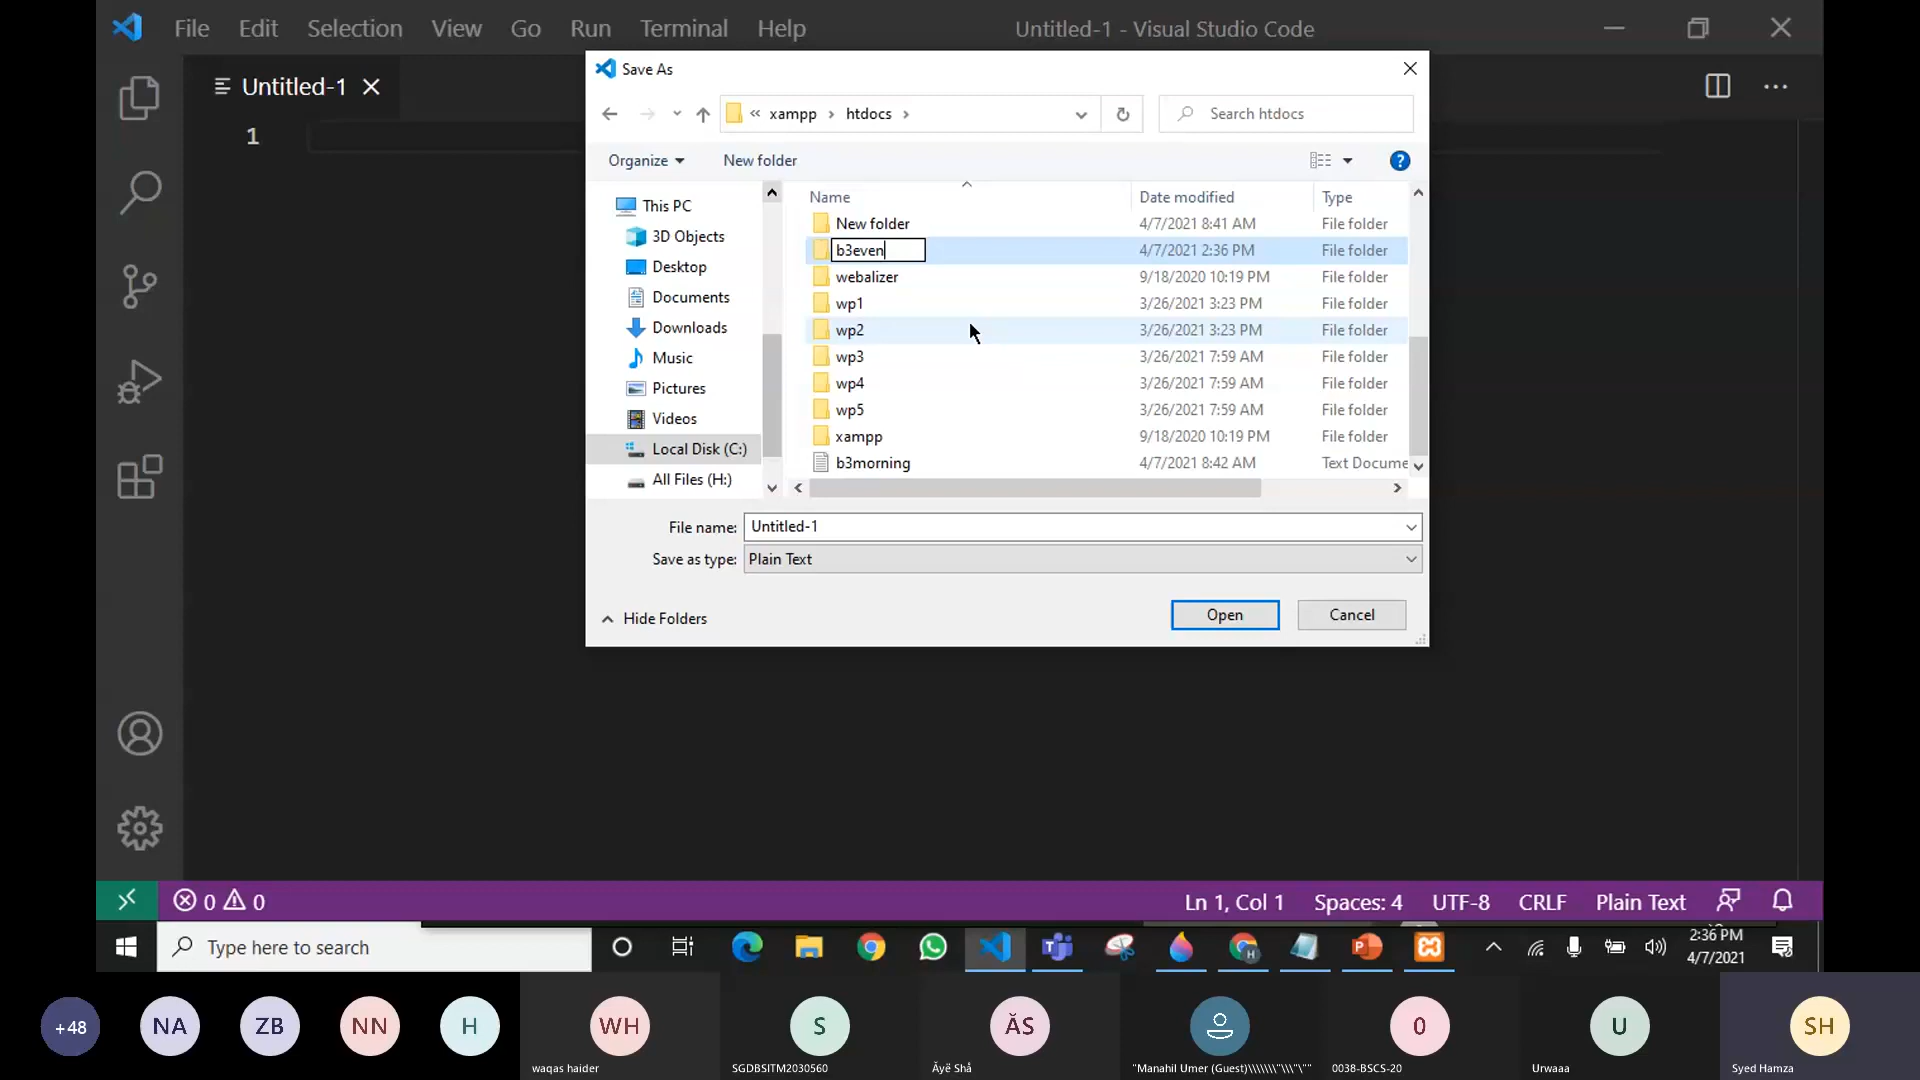 File Edit Selection View Go Run Terminal Help Untitled-1 - Visual Studio Code
Untitled-1
1
Save As
« xampp › htdocs ›
Search htdocs
Organize New folder
?
Name Date modified Type
This PC
3D Objects
Desktop
Documents
Downloads
Music
Pictures
Videos
Local Disk (C:)
All Files (H:)
New folder 4/7/2021 8:41 AM File folder
b3even 4/7/2021 2:36 PM File folder
webalizer 9/18/2020 10:19 PM File folder
wp1 3/26/2021 3:23 PM File folder
wp2 3/26/2021 3:23 PM File folder
wp3 3/26/2021 7:59 AM File folder
wp4 3/26/2021 7:59 AM File folder
wp5 3/26/2021 7:59 AM File folder
xampp 9/18/2020 10:19 PM File folder
b3morning 4/7/2021 8:42 AM Text Docume
File name: Untitled-1
Save as type: Plain Text
Hide Folders
Open Cancel
0 0 Ln 1, Col 1 Spaces: 4 UTF-8 CRLF Plain Text
Type here to search
H
2:36 PM
4/7/2021
+48 NA ZB NN H WH S ĂS 0 U SH
waqas haider SGDBSITM2030560 Ăyë Shå "Manahil Umer (Guest)\\\\\\\"\\\"\"" 0038-BSCS-20 Urwaaa Syed Hamza